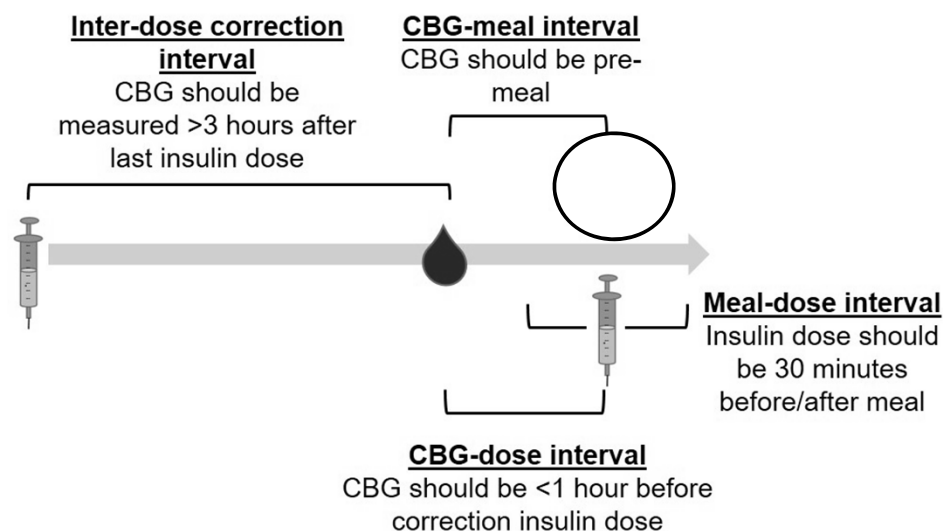 Inter-dose correction
interval
CBG should be
measured >3 hours after
last insulin dose
CBG-meal interval
CBG should be pre-
meal
Meal-dose interval
Insulin dose should
be 30 minutes
before/after meal
CBG-dose interval
CBG should be <1 hour before
correction insulin dose